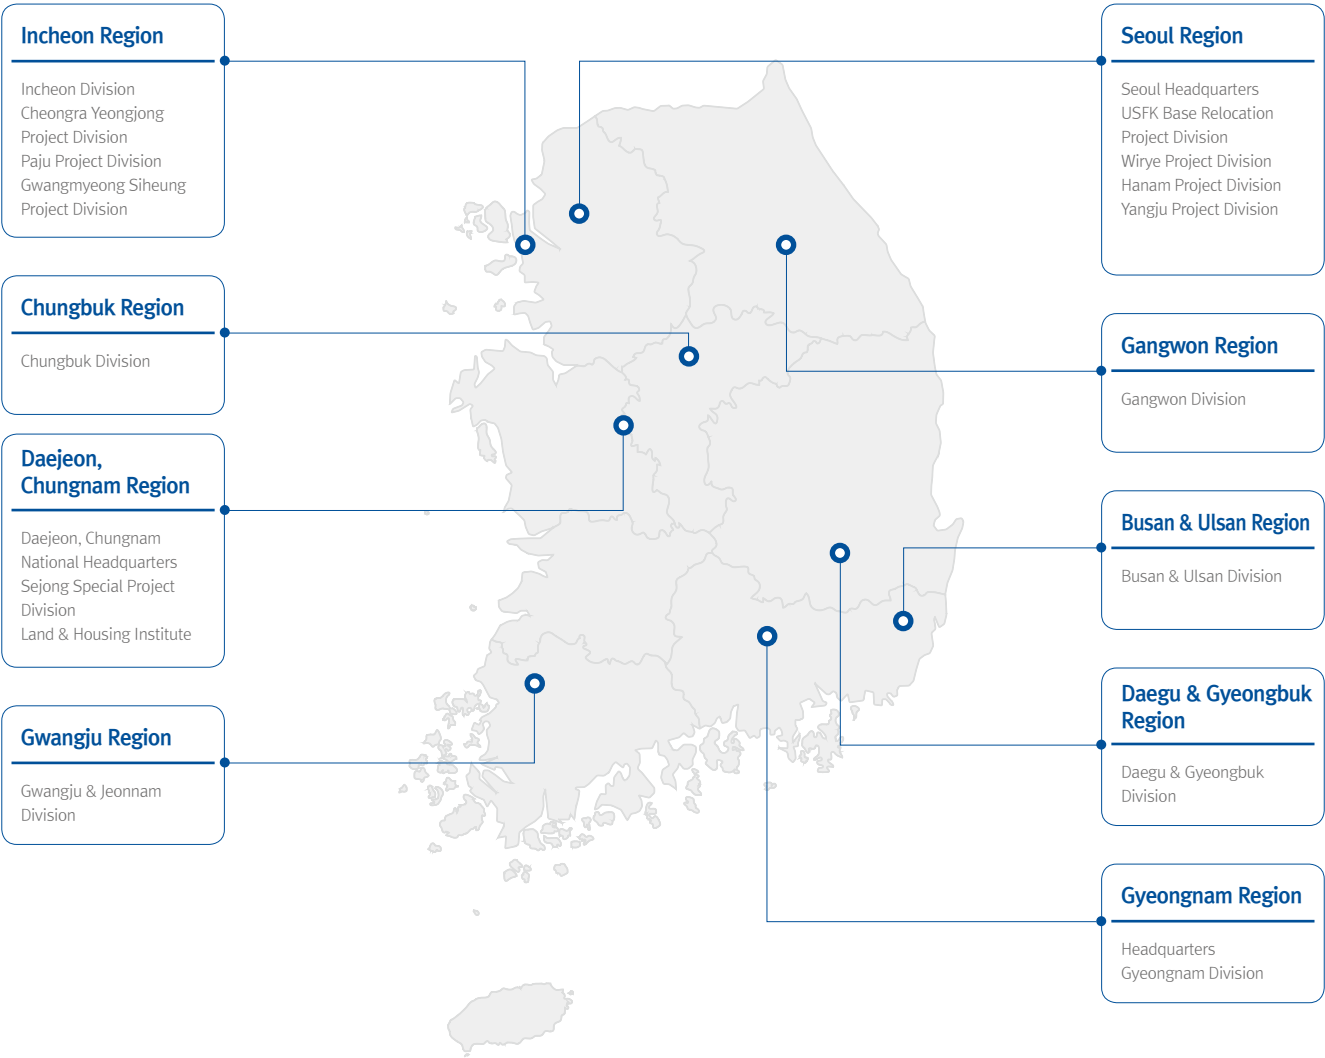 Incheon Region
Incheon Division
Cheongra Yeongjong
Project Division
Paju Project Division
Gwangmyeong Siheung
Project Division
Chungbuk Region
Chungbuk Division
Daejeon,
Chungnam Region
Daejeon, Chungnam
National Headquarters
Sejong Special Project
Division
Land & Housing Institute
Gwangju Region
Gwangju & Jeonnam
Division
Seoul Region
Seoul Headquarters
USFK Base Relocation
Project Division
Wirye Project Division
Hanam Project Division
Yangju Project Division
Gangwon Region
Gangwon Division
Busan & Ulsan Region
Busan & Ulsan Division
Daegu & Gyeongbuk
Region
Daegu & Gyeongbuk
Division
Gyeongnam Region
Headquarters
Gyeongnam Division